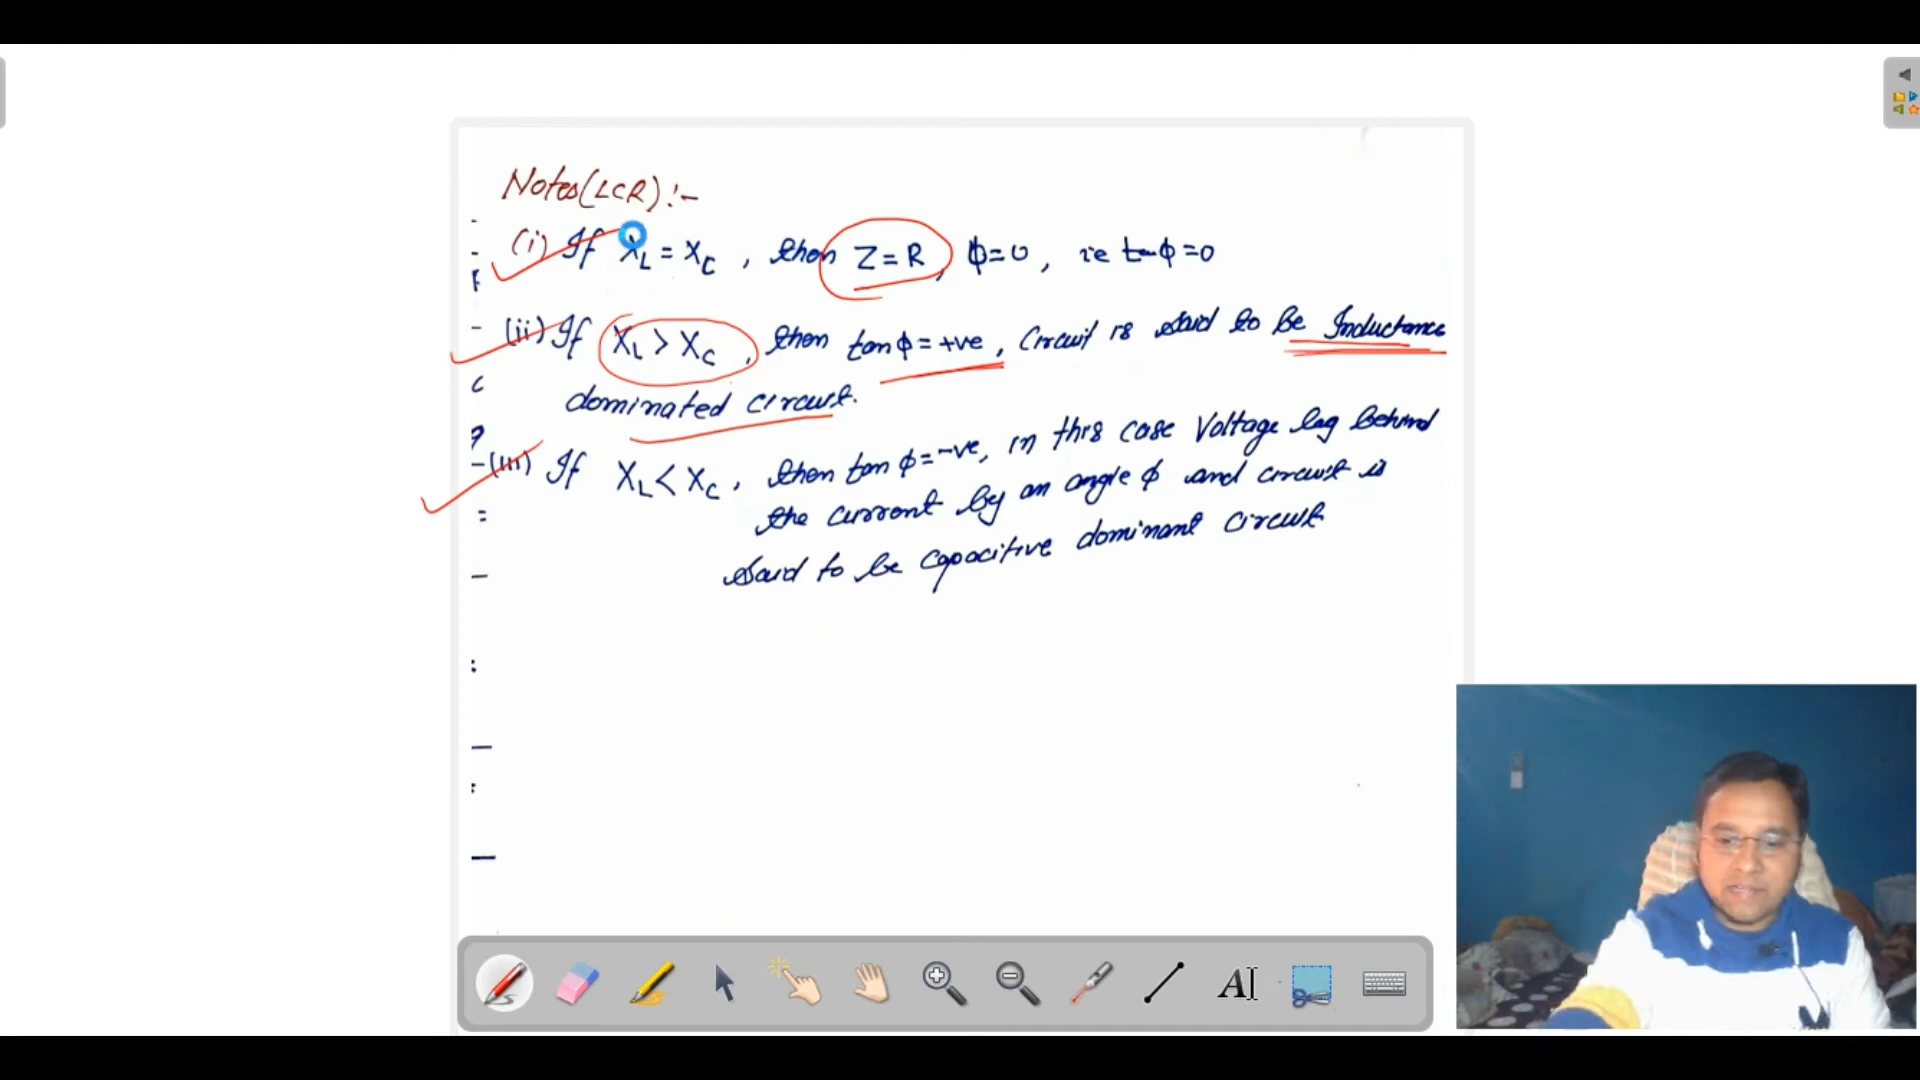 Notes(LCR):-
(i) If XL = XC, then Z = R, ϕ=0, ie tanϕ=0
(ii) If XL > XC, then tanϕ=+ve, Circuit is said to Be Inductance
dominated circuit.
(iii) If XL < XC, then tan ϕ=-ve, in this case Voltage lag behind
the current by an angle ϕ and circuit is
said to be capacitive dominant circuit
AI